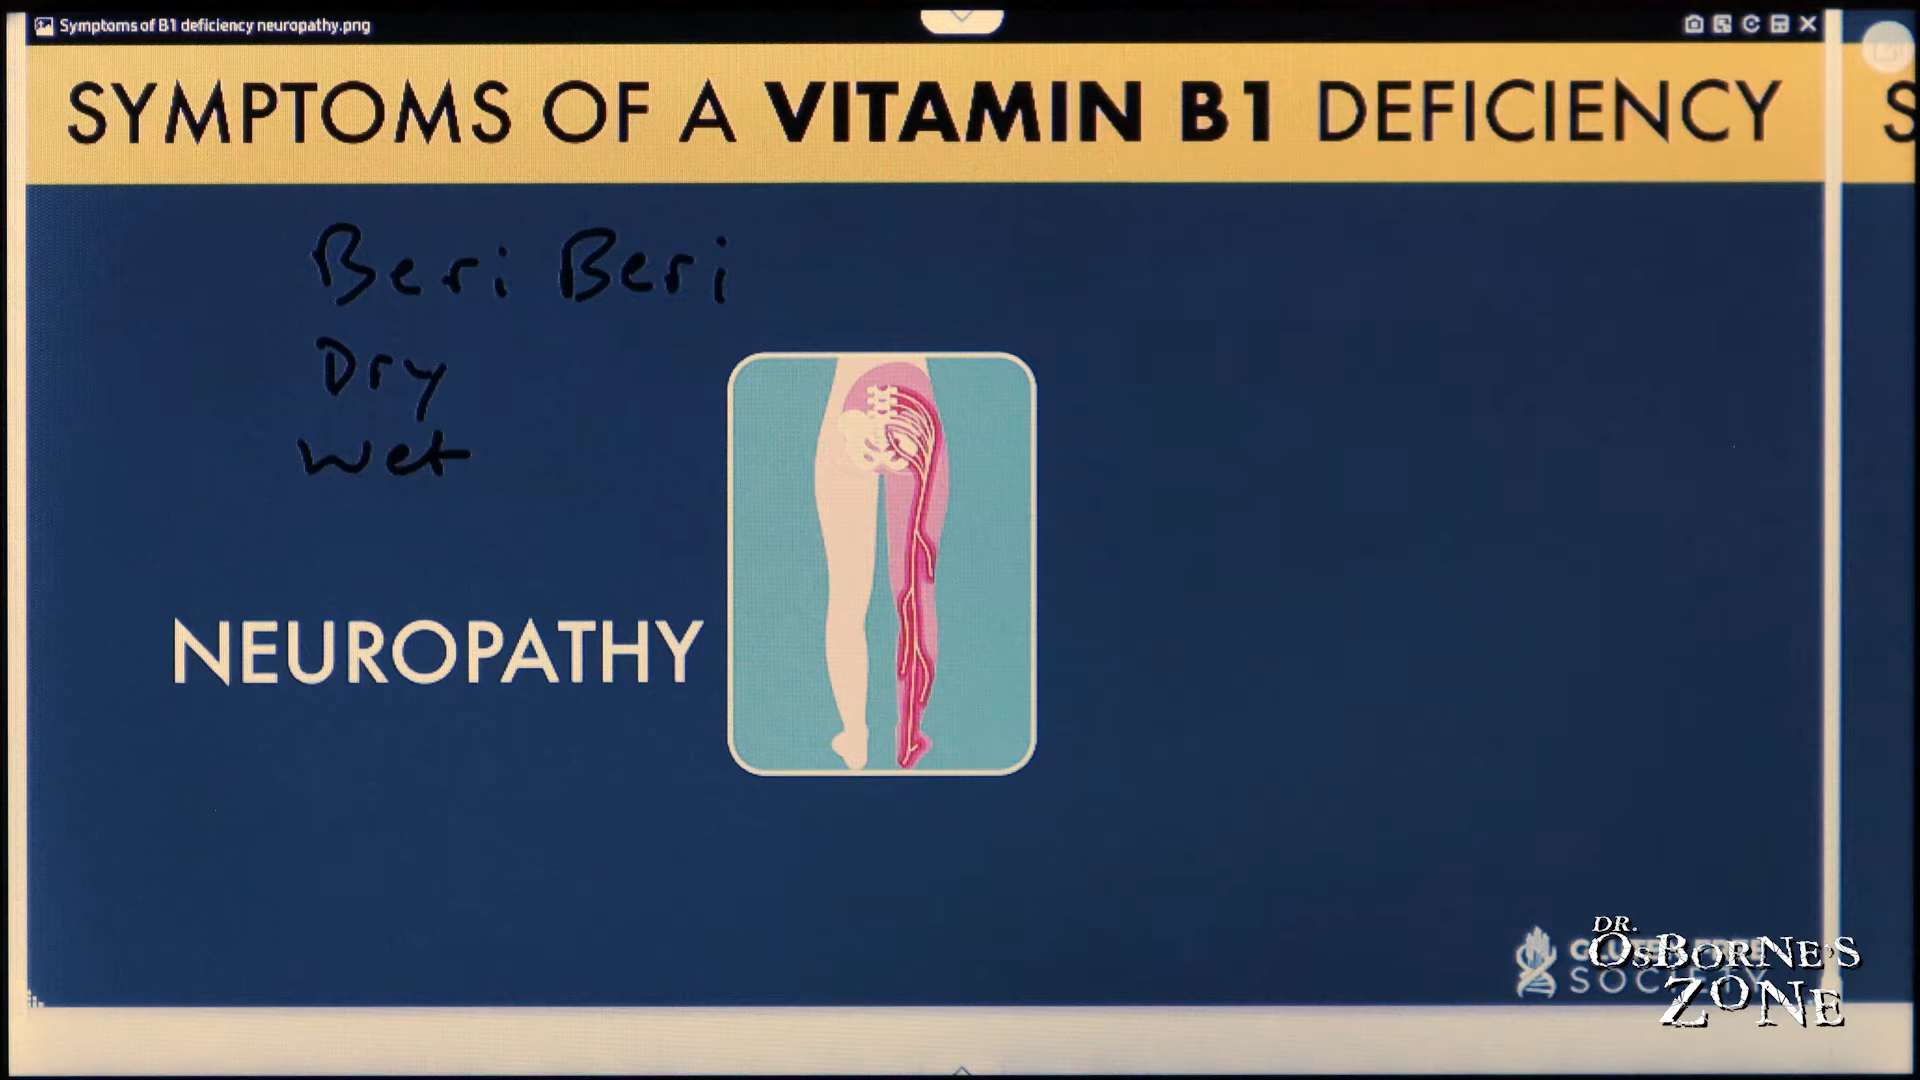 Symptoms of B1 deficiency neuropathy.png
SYMPTOMS OF A VITAMIN B1 DEFICIENCY
S
Beri Beri
Dry
Wet
NEUROPATHY
DR.
OSBORNE'S
ZONE
SOCIETY